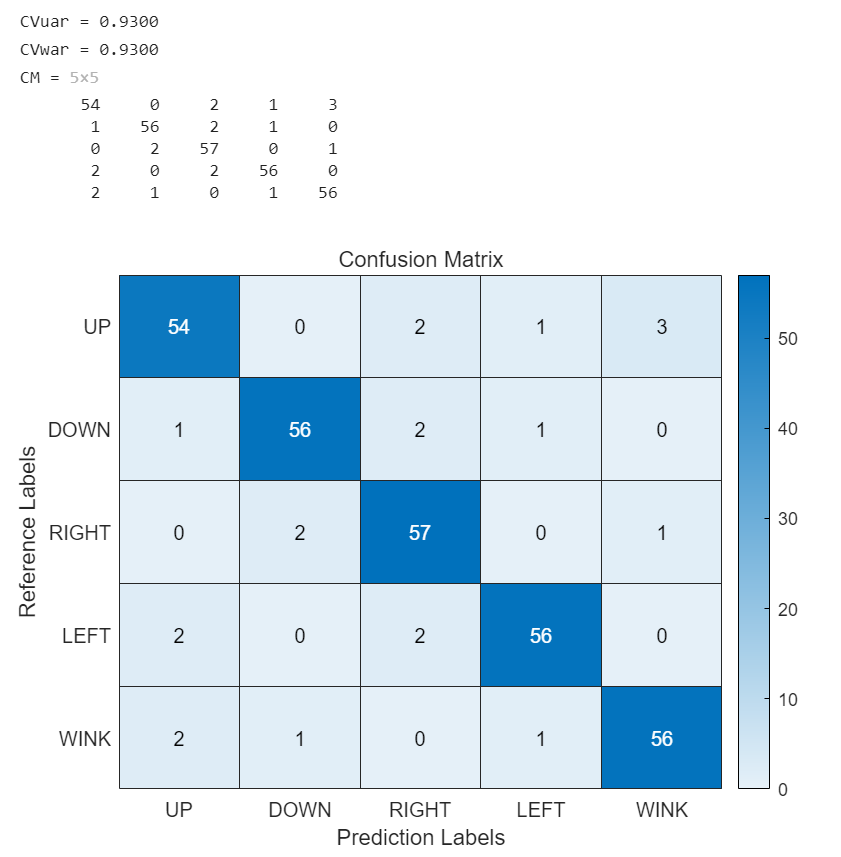 CVuar = 0.9300
CVwar = 0.9300
CM = 5x5
54 0 2 1 3
1 56 2 1 0
0 2 57 0 1
2 0 2 56 0
2 1 0 1 56
Confusion Matrix
Reference Labels
UP 54 0 2 1 3
DOWN 1 56 2 1 0
RIGHT 0 2 57 0 1
LEFT 2 0 2 56 0
WINK 2 1 0 1 56
UP DOWN RIGHT LEFT WINK
Prediction Labels
50
40
30
20
10
0